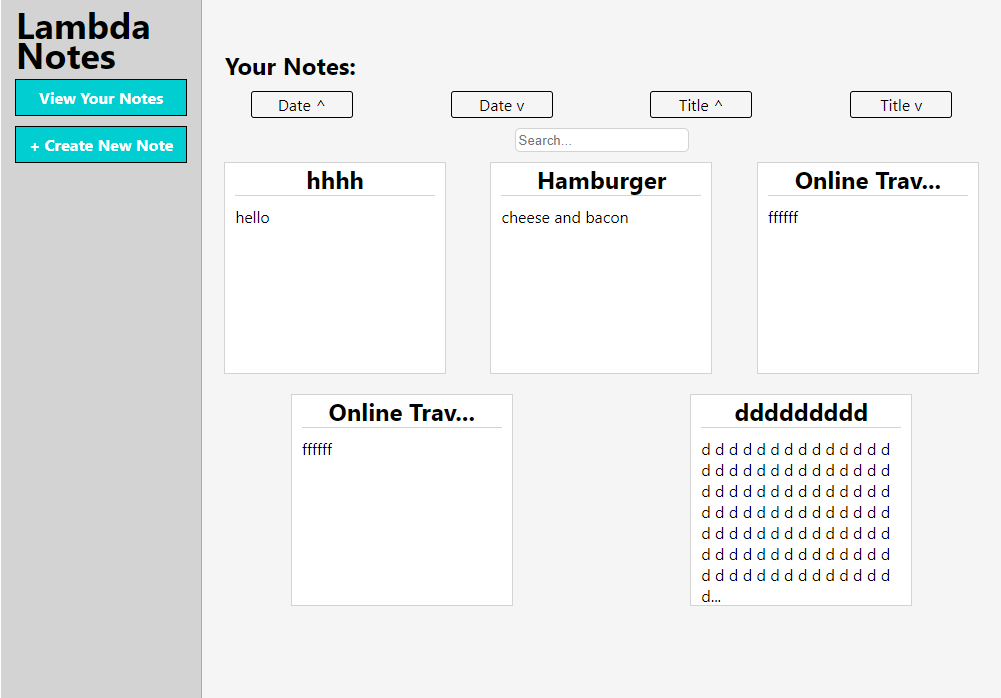 Lambda
Notes
View Your Notes
+ Create New Note
Your Notes:
Date ^
Date v
Title ^
Title v
Search...
hhhh
hello
Hamburger
cheese and bacon
Online Trav...
ffffff
Online Trav...
ffffff
ddddddddd
d d d d d d d d d d d d d d
d d d d d d d d d d d d d d
d d d d d d d d d d d d d d
d d d d d d d d d d d d d d
d d d d d d d d d d d d d d
d d d d d d d d d d d d d d
d d d d d d d d d d d d d d
d...